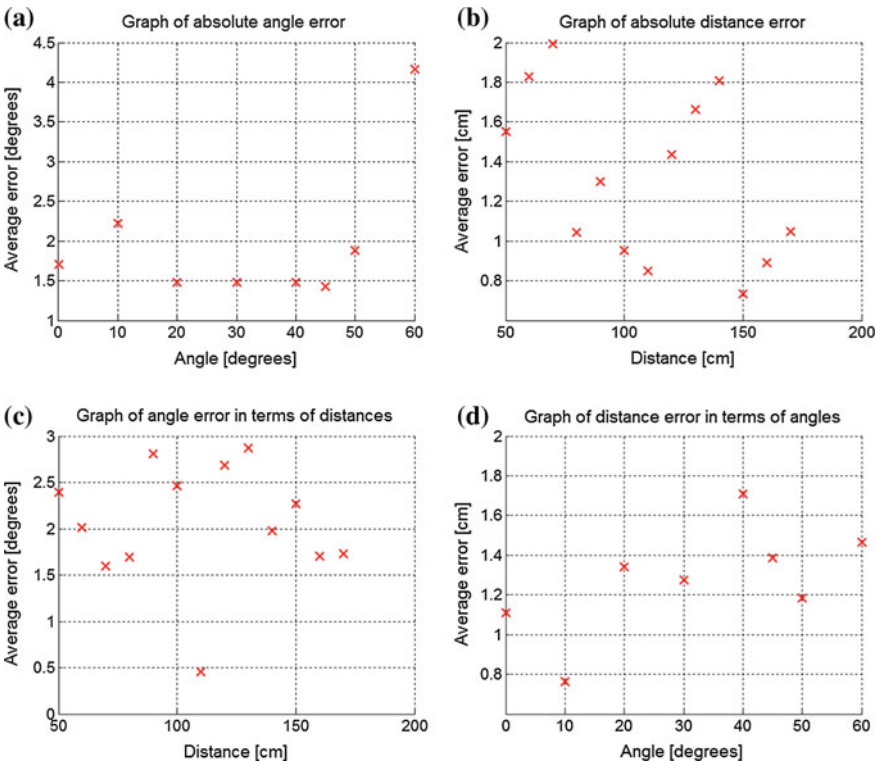 (a)
Graph of absolute angle error
4.5
4
3.5
3
2.5
2
1.5
1
0 10 20 30 40 50 60
Average error [degrees]
Angle [degrees]
(b)
Graph of absolute distance error
2
1.8
1.6
1.4
1.2
1
0.8
50 100 150 200
Average error [cm]
Distance [cm]
(c)
Graph of angle error in terms of distances
3
2.5
2
1.5
1
0.5
0
50 100 150 200
Average error [degrees]
Distance [cm]
(d)
Graph of distance error in terms of angles
2
1.8
1.6
1.4
1.2
1
0.8
0 10 20 30 40 50 60
Average error [cm]
Angle [degrees]